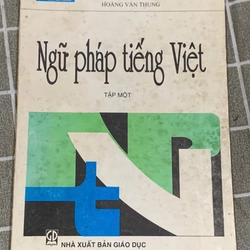 HOÀNG VĂN THUNG
Ngữ pháp tiếng Việt
TẬP MỘT
NHÀ XUẤT BẢN GIÁO DỤC